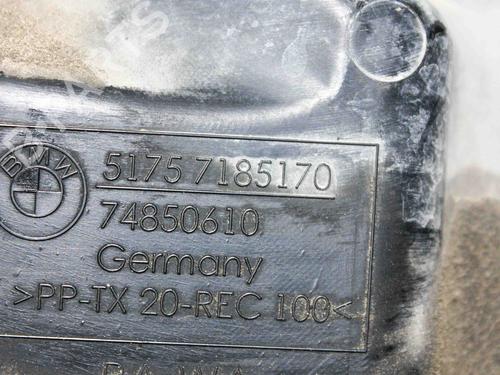 BMW
5175 7185170
74850610
Germany
>PP-TX 20-REC 100<